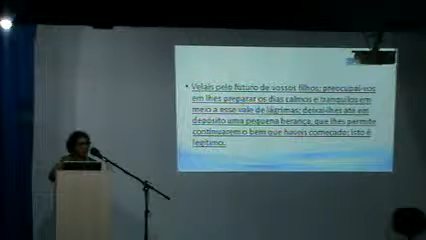 • Velais pelo futuro de vossos filhos; preocupai-vos
em lhes preparar os dias calmos e tranquilos em
meio a esse vale de lágrimas; deixai-lhes até em
depósito uma pequena herança, que lhes permite
continuarem o bem que haveis começado: isto é
legítimo.